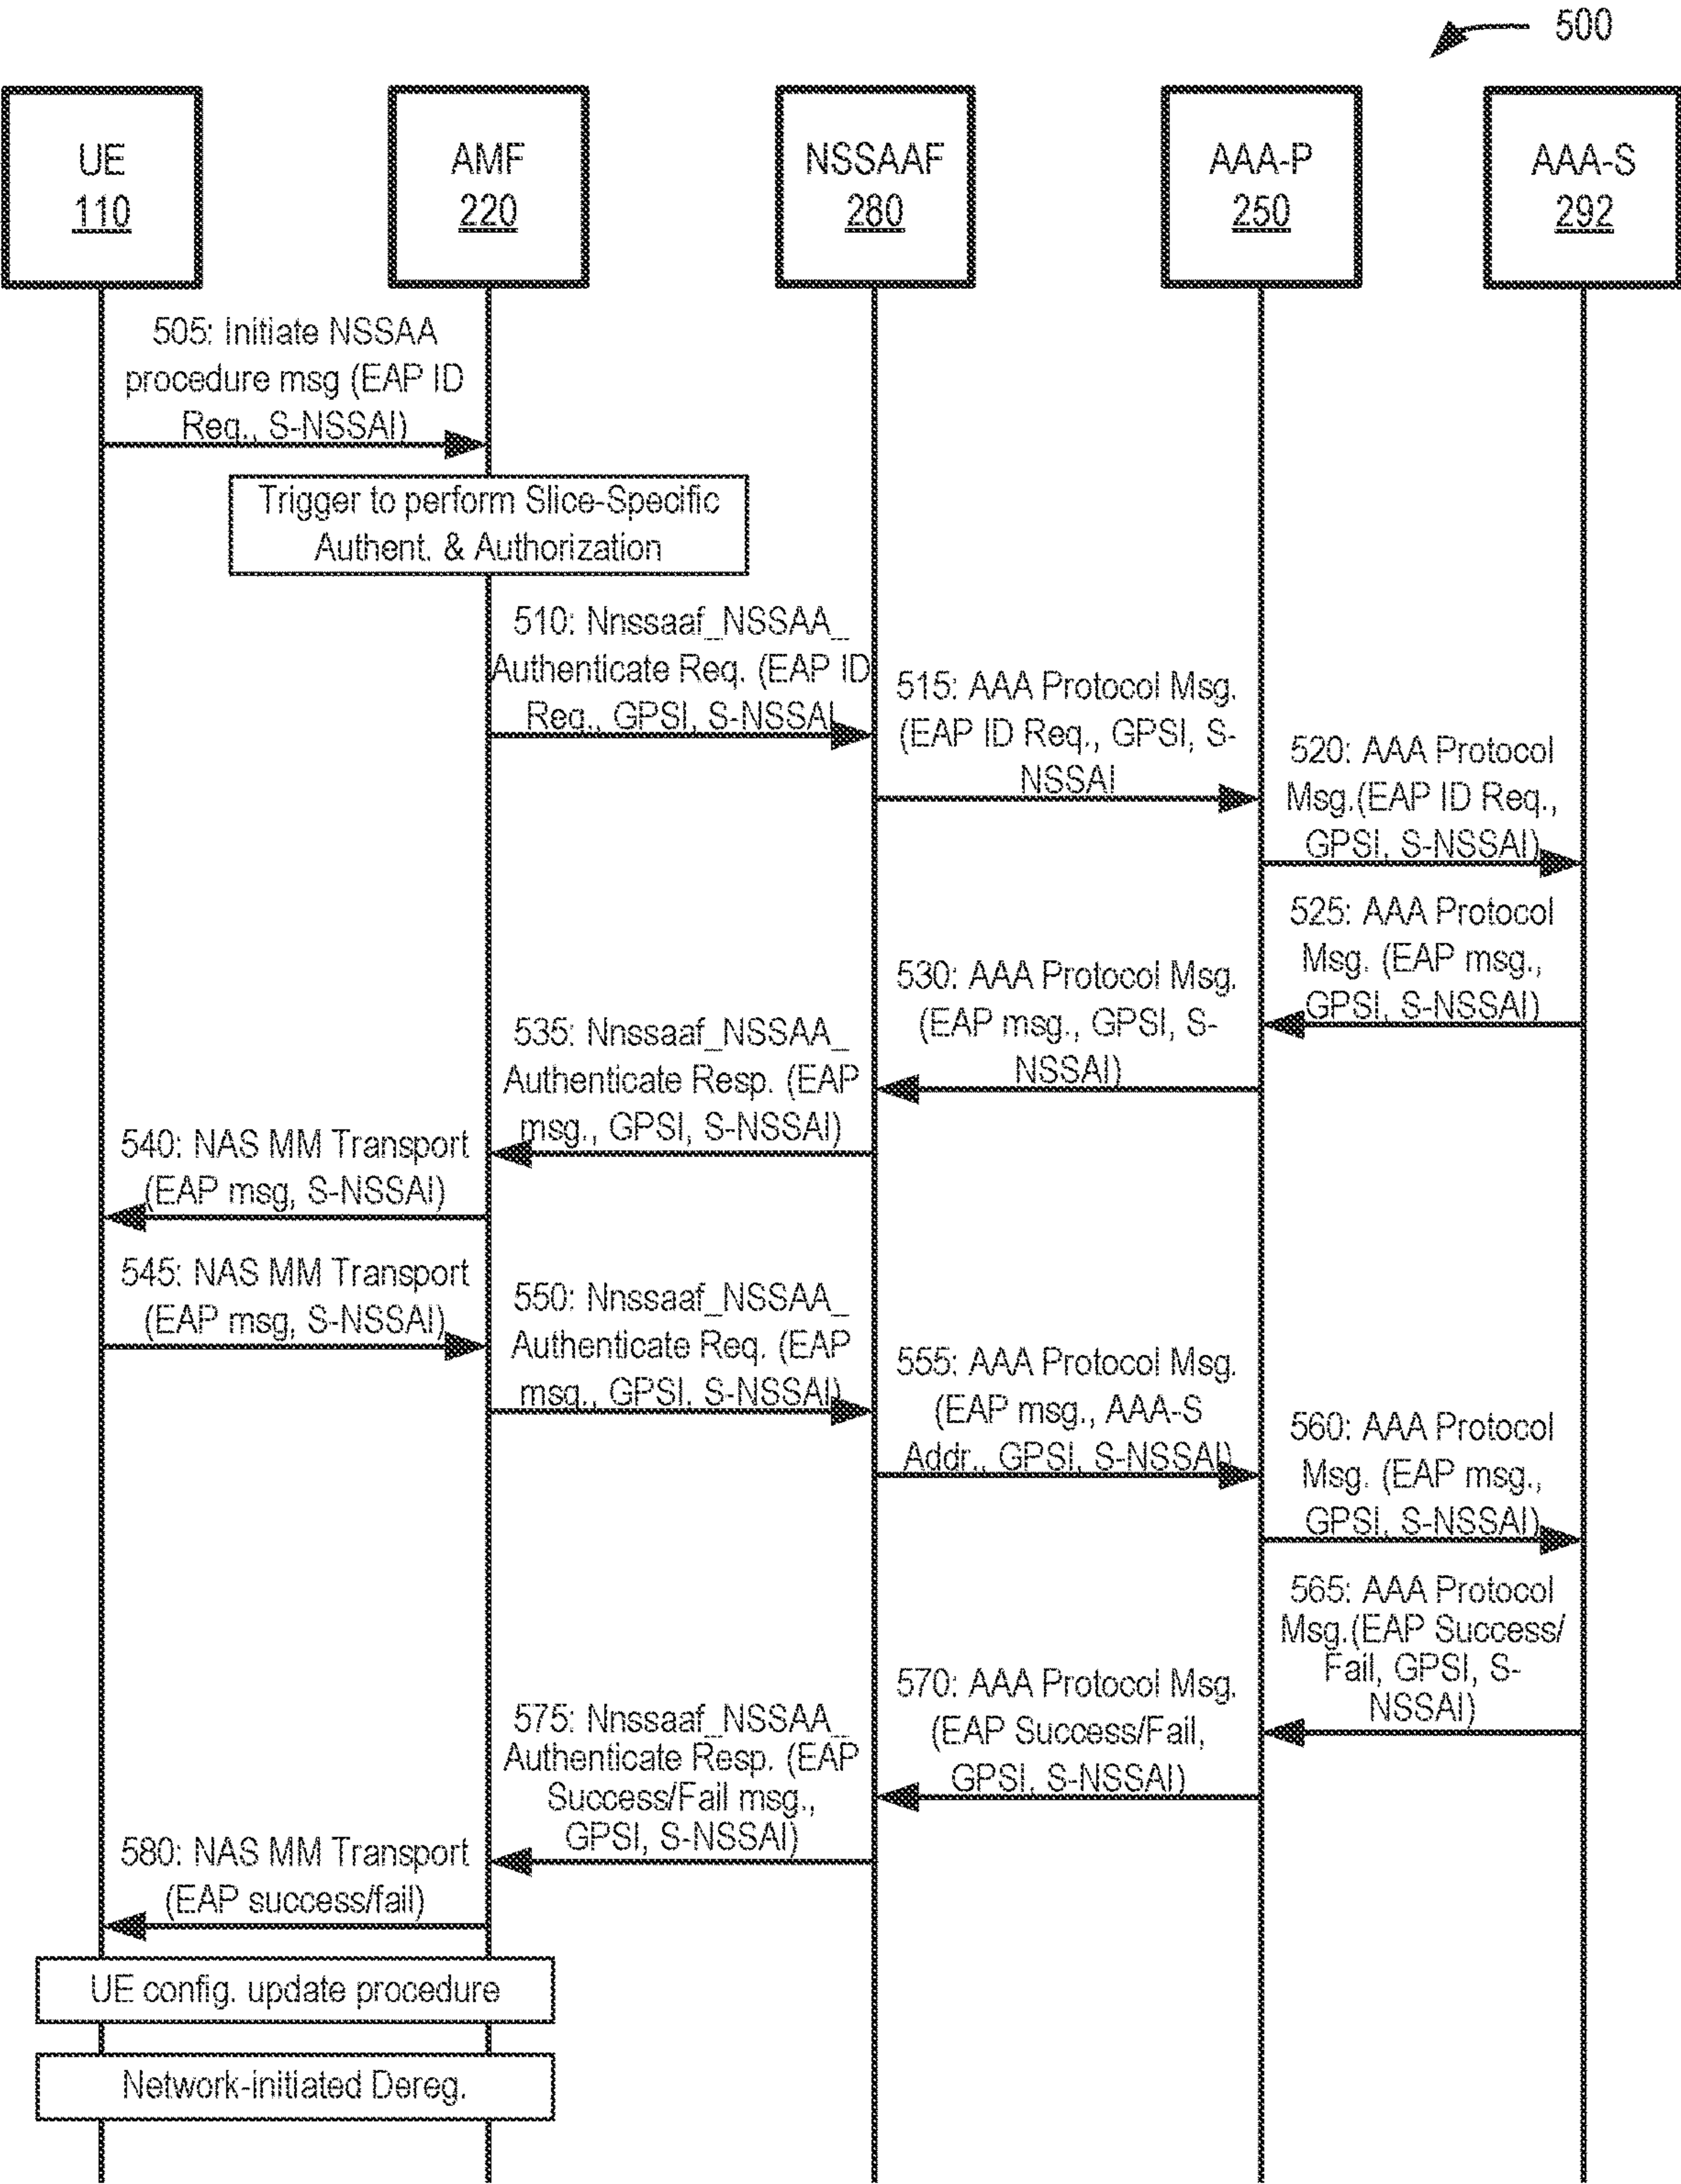 500
UE
110
AMF
220
NSSAAF
280
AAA-P
250
AAA-S
292
505: Initiate NSSAA
procedure msg (EAP ID
Req., S-NSSAI)
Trigger to perform Slice-Specific
Authent. & Authorization
510: Nnssaaf_NSSAA_
Authenticate Req. (EAP ID
Req., GPSI, S-NSSAI
515: AAA Protocol Msg.
(EAP ID Req., GPSI, S-
NSSAI
520: AAA Protocol
Msg.(EAP ID Req.,
GPSI, S-NSSAI)
525: AAA Protocol
Msg. (EAP msg.,
GPSI, S-NSSAI)
530: AAA Protocol Msg.
(EAP msg., GPSI, S-
NSSAI)
535: Nnssaaf_NSSAA_
Authenticate Resp. (EAP
msg., GPSI, S-NSSAI)
540: NAS MM Transport
(EAP msg, S-NSSAI)
545: NAS MM Transport
(EAP msg, S-NSSAI)
550: Nnssaaf_NSSAA_
Authenticate Req. (EAP
msg., GPSI, S-NSSAI)
555: AAA Protocol Msg.
(EAP msg., AAA-S
Addr., GPSI, S-NSSAI)
560: AAA Protocol
Msg. (EAP msg.,
GPSI, S-NSSAI)
565: AAA Protocol
Msg.(EAP Success/
Fail, GPSI, S-
NSSAI)
570: AAA Protocol Msg.
(EAP Success/Fail,
GPSI, S-NSSAI)
575: Nnssaaf_NSSAA_
Authenticate Resp. (EAP
Success/Fail msg.,
GPSI, S-NSSAI)
580: NAS MM Transport
(EAP success/fail)
UE config. update procedure
Network-initiated Dereg.